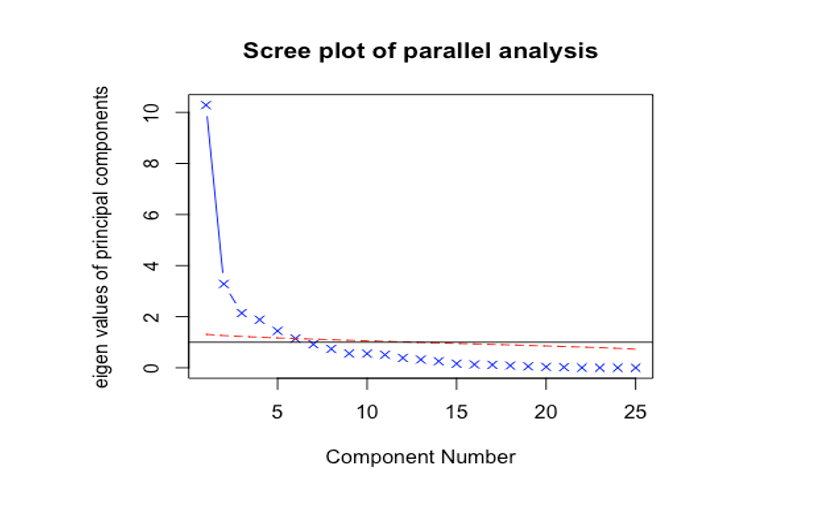 Scree plot of parallel analysis
eigen values of principal components
10
8
6
4
2
0
5 10 15 20 25
Component Number